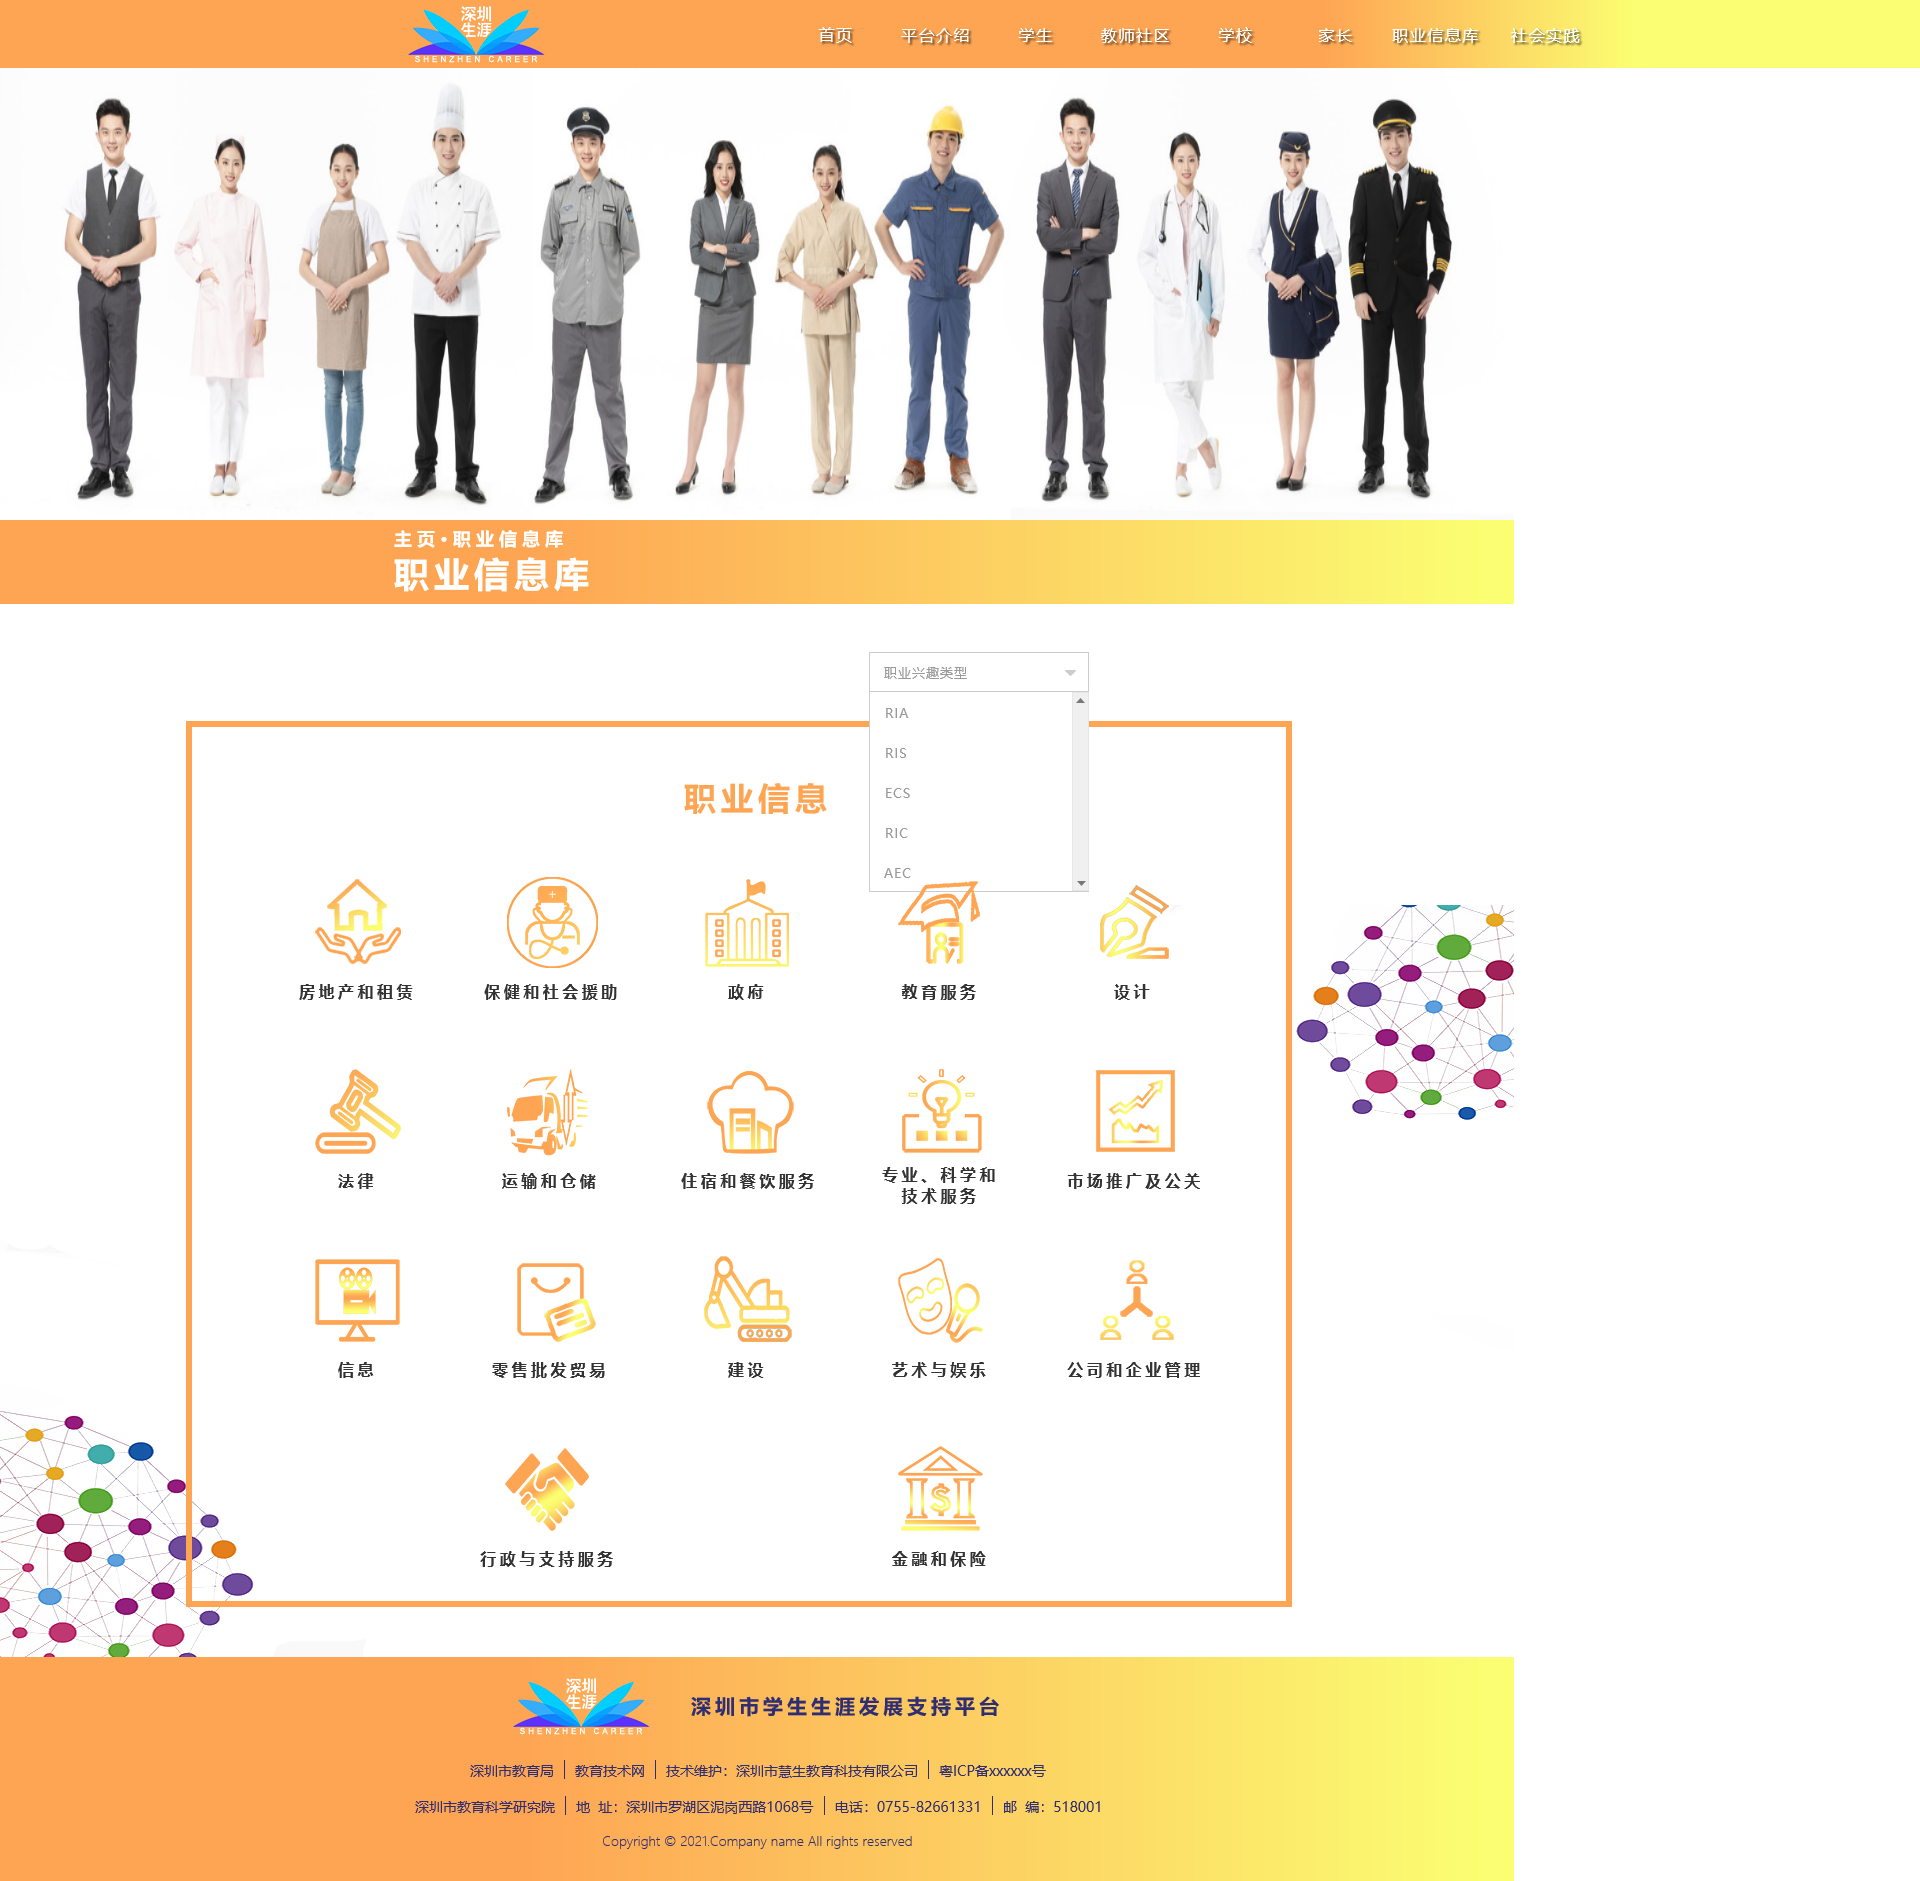 深圳
生涯
SHENZHEN CAREER
首页 平台介绍 学生 教师社区 学校 家长 职业信息库 社会实践
主页·职业信息库
职业信息库
职业兴趣类型
RIA
RIS
ECS
RIC
AEC
职业信息
房地产和租赁 保健和社会援助 政府 教育服务 设计
法律 运输和仓储 住宿和餐饮服务 专业、科学和 市场推广及公关
技术服务
信息 零售批发贸易 建设 艺术与娱乐 公司和企业管理
行政与支持服务 金融和保险
深圳
生涯
SHENZHEN CAREER
深圳市学生生涯发展支持平台
深圳市教育局 | 教育技术网 | 技术维护：深圳市慧生教育科技有限公司 | 粤ICP备xxxxxx号
深圳市教育科学研究院 | 地 址：深圳市罗湖区泥岗西路1068号 | 电话：0755-82661331 | 邮 编：518001
Copyright © 2021.Company name All rights reserved